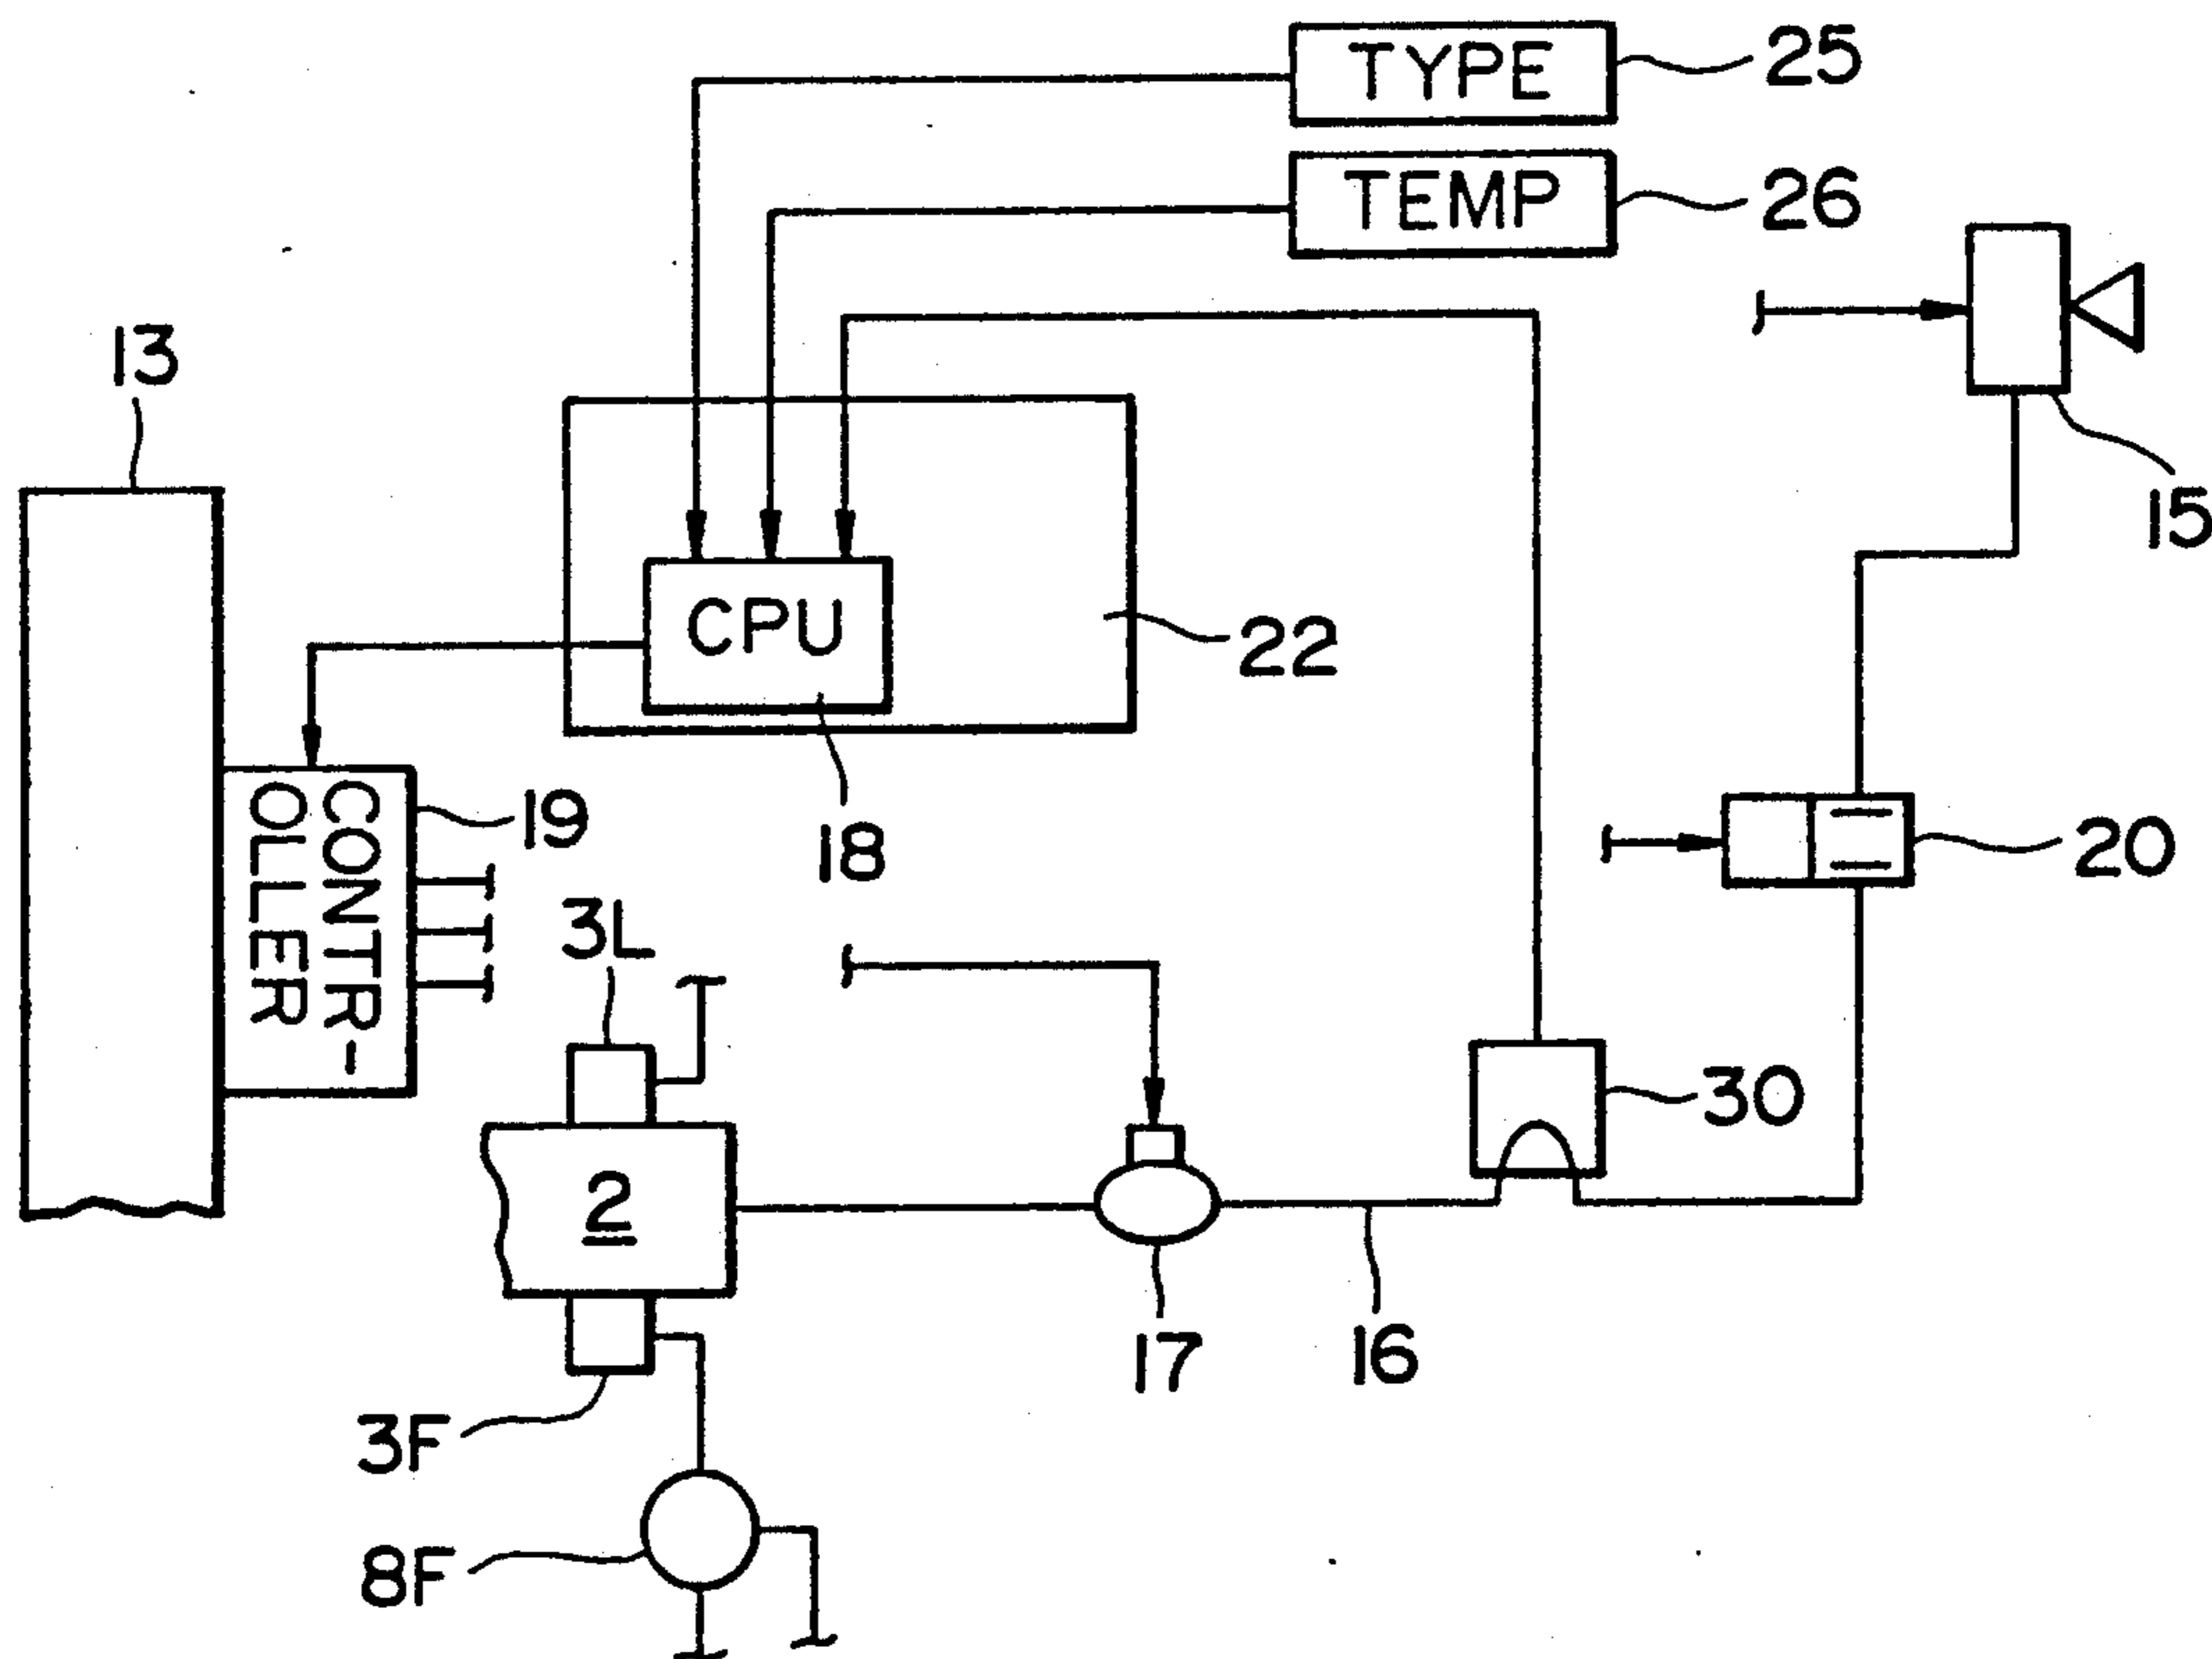 TYPE 25
TEMP 26
13
15
CPU
22
CONTR-
OLLER
19
18
20
3L
30
2
17
16
3F
8F